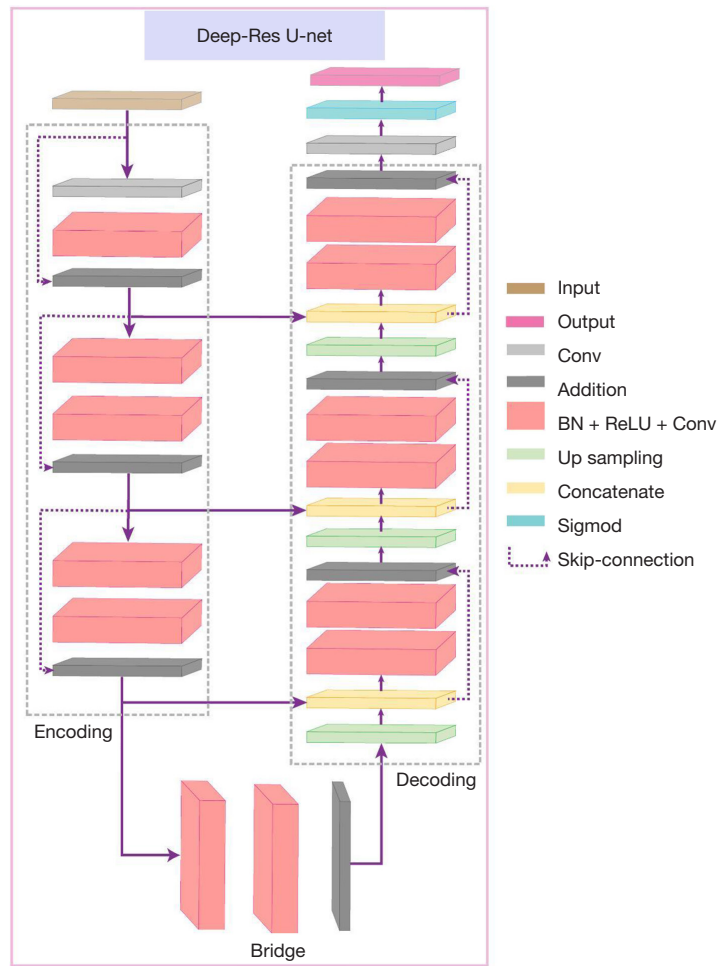 Deep-Res U-net
Input
Output
Conv
Addition
BN + ReLU + Conv
Up sampling
Concatenate
Sigmod
Skip-connection
Encoding
Decoding
Bridge